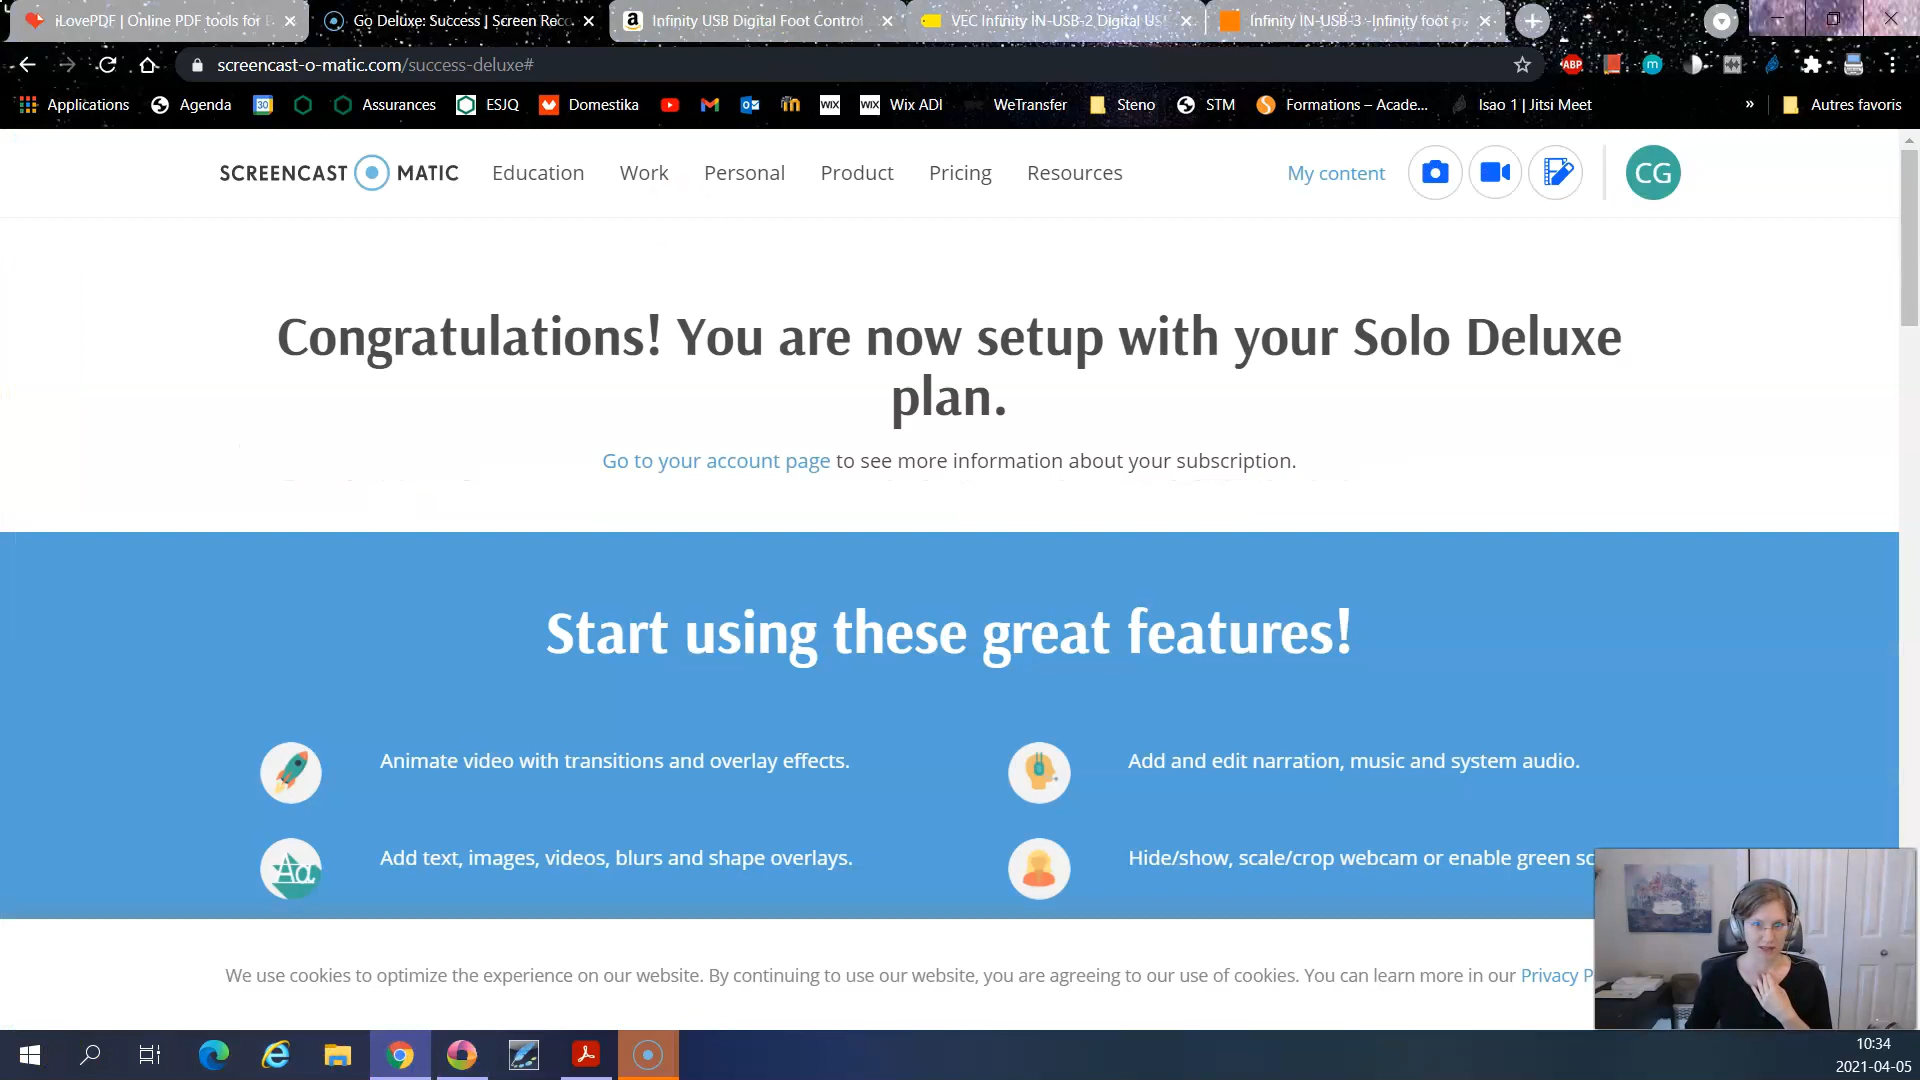 iLovePDF | Online PDF tools for
Go Deluxe: Success | Screen Reco
Infinity USB Digital Foot Control
VEC Infinity IN-USB-2 Digital US
Infinity IN-USB-3 -Infinity foot p
screencast-o-matic.com/success-deluxe#
ABP
m
Applications
Agenda
30
Assurances
ESJQ
Domestika
WIX
WIX
Wix ADI
WeTransfer
Steno
STM
Formations – Acade...
Isao 1 | Jitsi Meet
»
Autres favoris
SCREENCAST MATIC
Education
Work
Personal
Product
Pricing
Resources
My content
CG
Congratulations! You are now setup with your Solo Deluxe
plan.
Go to your account page to see more information about your subscription.
Start using these great features!
Animate video with transitions and overlay effects.
Add and edit narration, music and system audio.
Aa
Add text, images, videos, blurs and shape overlays.
Hide/show, scale/crop webcam or enable green sc
We use cookies to optimize the experience on our website. By continuing to use our website, you are agreeing to our use of cookies. You can learn more in our Privacy P
10:34
2021-04-05